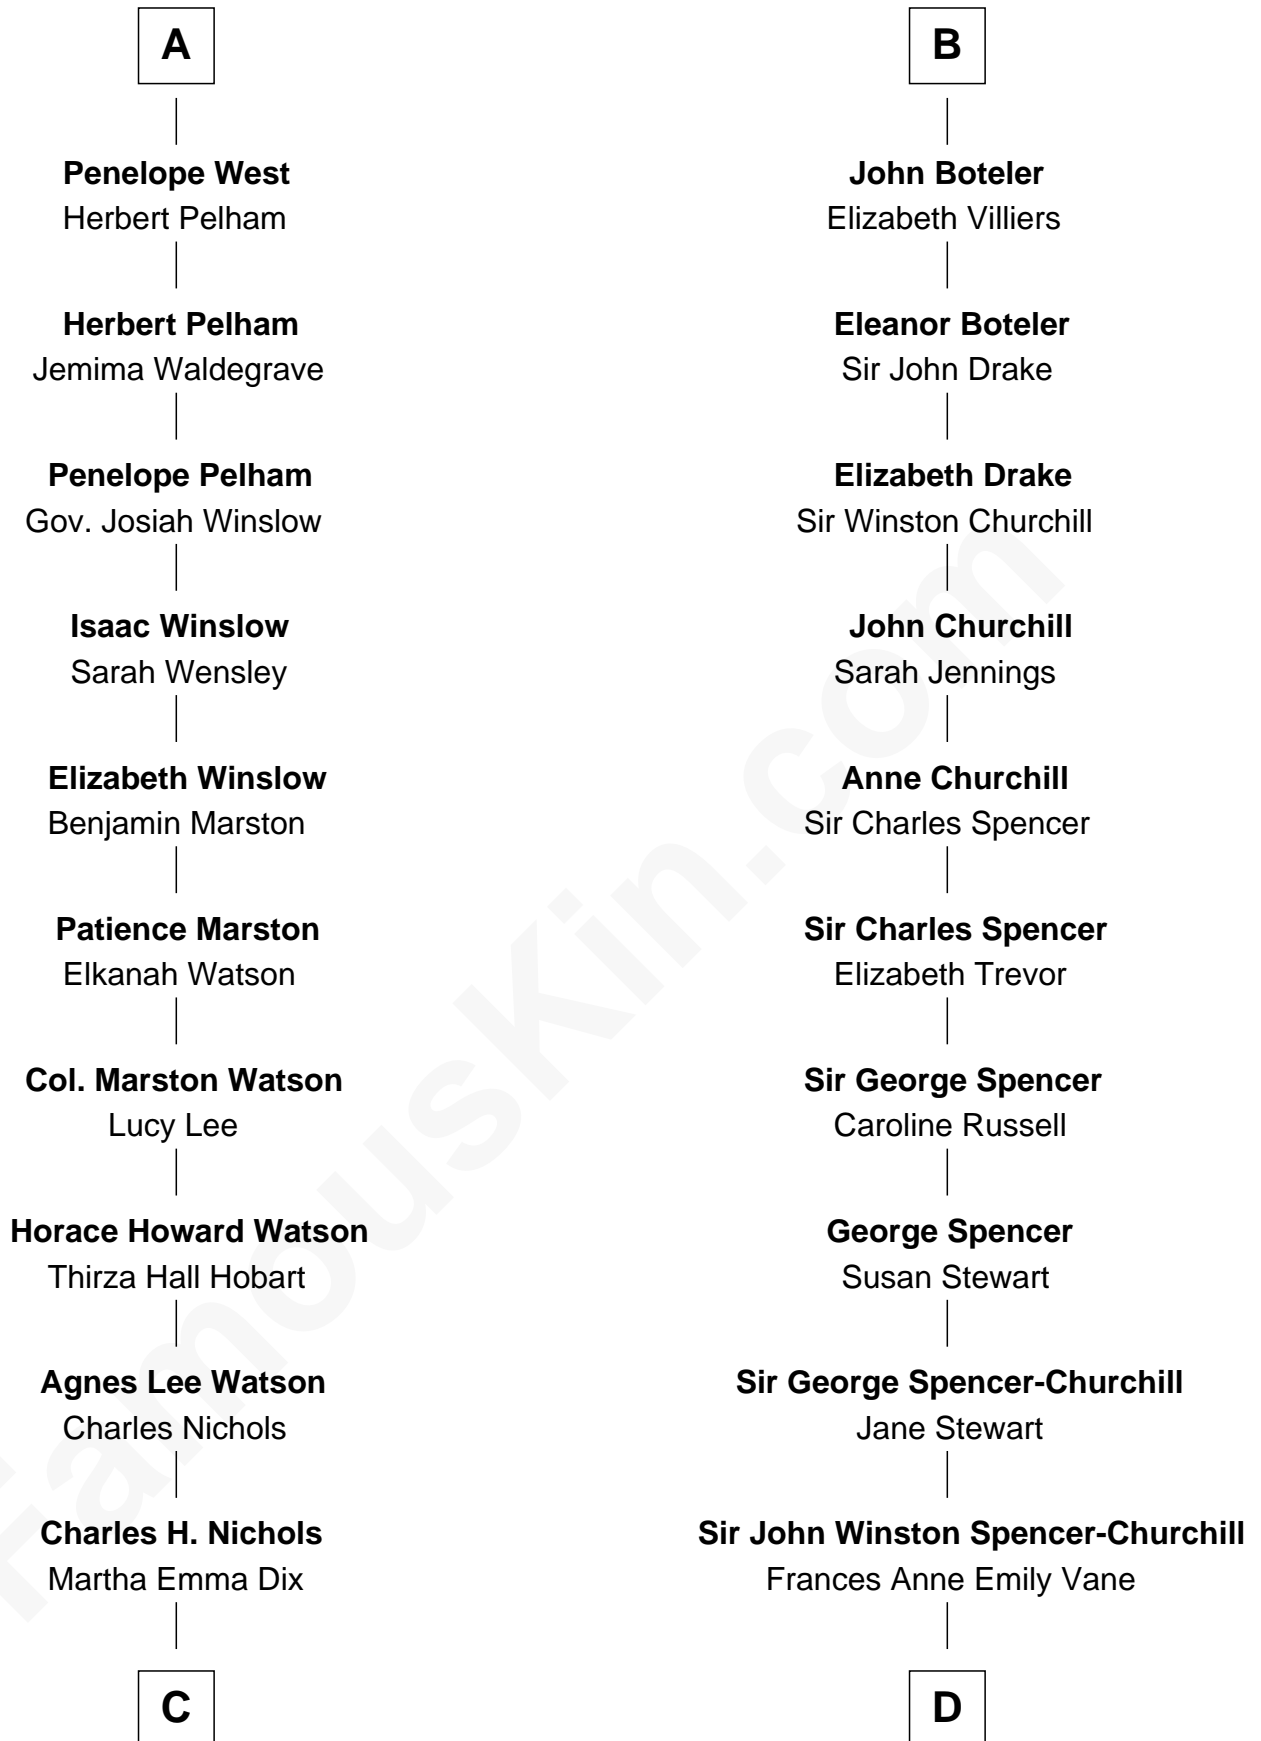 A
Penelope West
Herbert Pelham
Herbert Pelham
Jemima Waldegrave
Penelope Pelham
Gov. Josiah Winslow
Isaac Winslow
Sarah Wensley
Elizabeth Winslow
Benjamin Marston
Patience Marston
Elkanah Watson
Col. Marston Watson
Lucy Lee
Horace Howard Watson
Thirza Hall Hobart
Agnes Lee Watson
Charles Nichols
Charles H. Nichols
Martha Emma Dix
C
B
John Boteler
Elizabeth Villiers
Eleanor Boteler
Sir John Drake
Elizabeth Drake
Sir Winston Churchill
John Churchill
Sarah Jennings
Anne Churchill
Sir Charles Spencer
Sir Charles Spencer
Elizabeth Trevor
Sir George Spencer
Caroline Russell
George Spencer
Susan Stewart
Sir George Spencer-Churchill
Jane Stewart
Sir John Winston Spencer-Churchill
Frances Anne Emily Vane
D
FamousKin.com